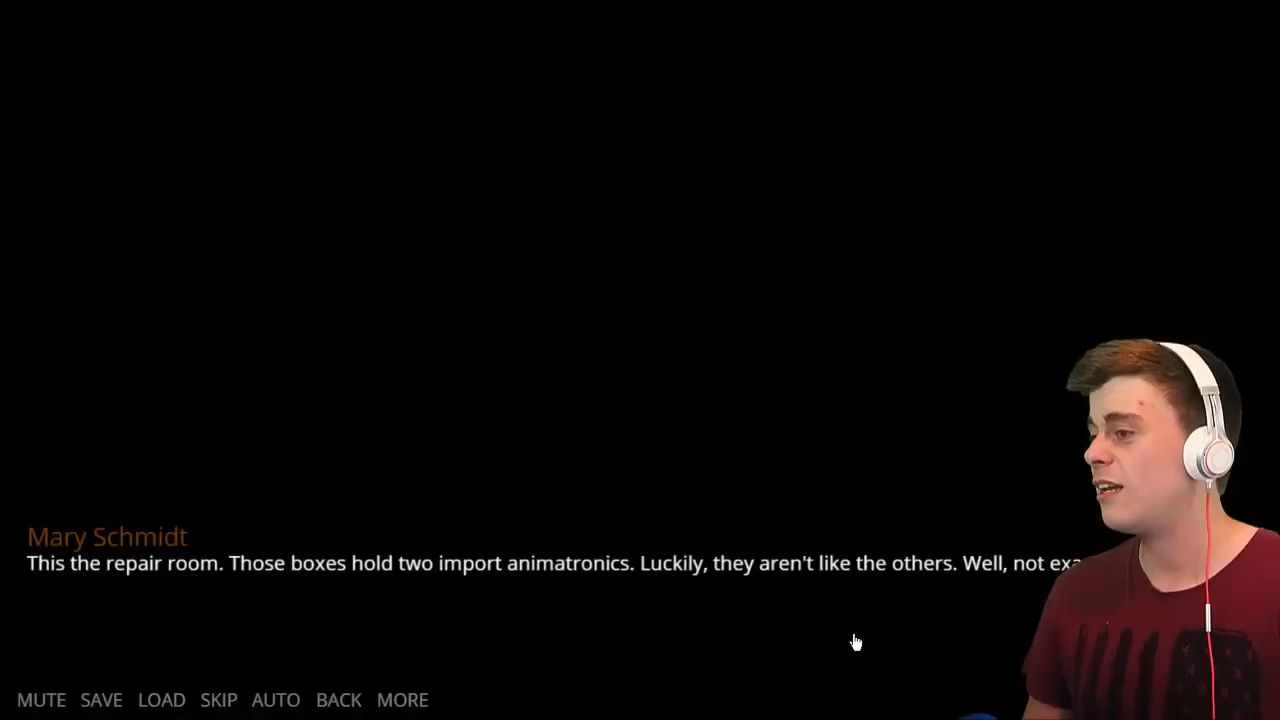 Mary Schmidt
This the repair room. Those boxes hold two import animatronics. Luckily, they aren't like the others. Well, not
MUTE SAVE LOAD SKIP AUTO BACK MORE